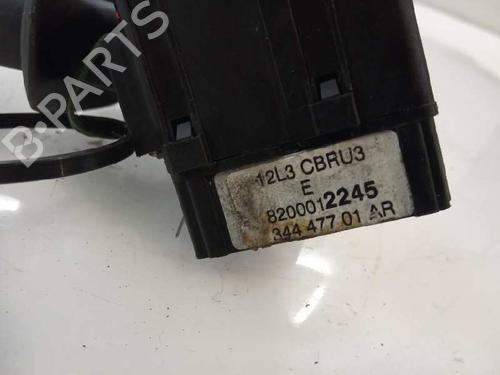 B·PARTS
12L3 CBRU3
E
8200012245
344 477 01 AR